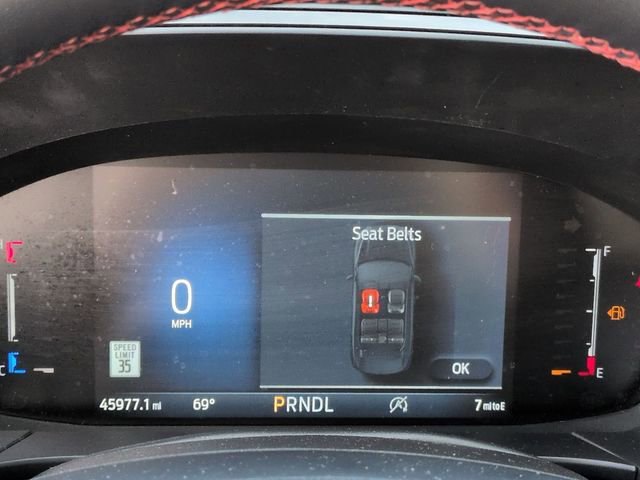 Seat Belts
0
MPH
SPEED
LIMIT
35
OK
F
E
H
C
45977.1 mi 69° PRNDL 7 mi to E